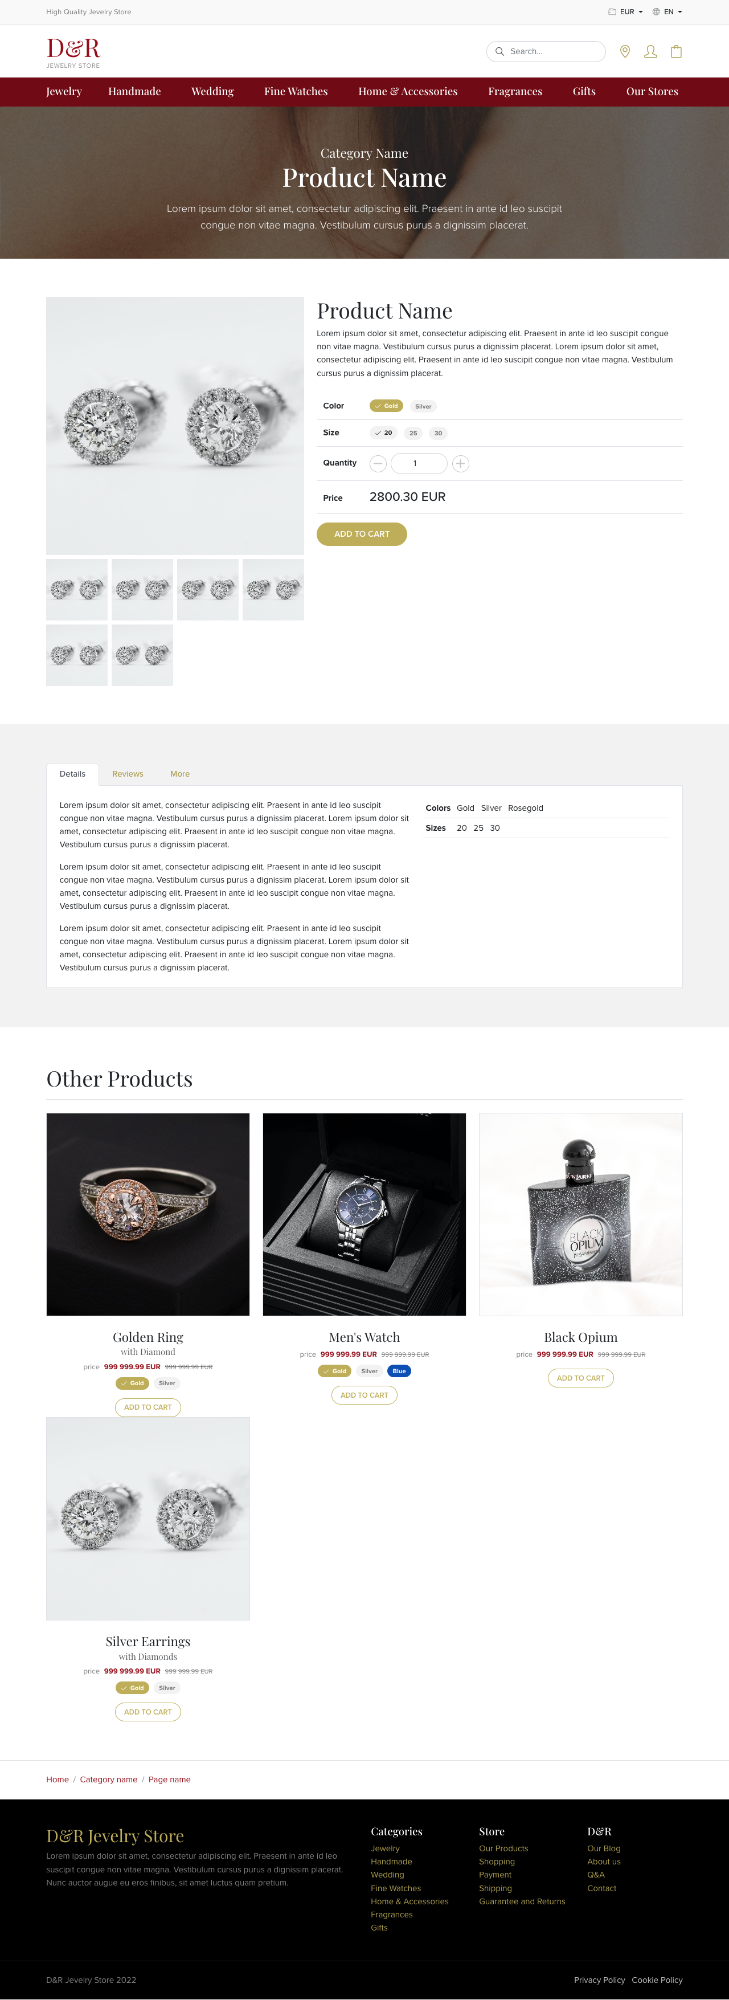 High Quality Jewelry Store
EUR
EN
D&R
JEWELRY STORE
Search...
Jewelry
Handmade
Wedding
Fine Watches
Home & Accessories
Fragrances
Gifts
Our Stores
Category Name
Product Name
Lorem ipsum dolor sit amet, consectetur adipiscing elit. Praesent in ante id leo suscipit
congue non vitae magna. Vestibulum cursus purus a dignissim placerat.
Product Name
Lorem ipsum dolor sit amet, consectetur adipiscing elit. Praesent in ante id leo suscipit congue
non vitae magna. Vestibulum cursus purus a dignissim placerat. Lorem ipsum dolor sit amet,
consectetur adipiscing elit. Praesent in ante id leo suscipit congue non vitae magna. Vestibulum
cursus purus a dignissim placerat.
Color Gold Silver
Size 20 25 30
Quantity 1
Price 2800.30 EUR
ADD TO CART
Details Reviews More
Lorem ipsum dolor sit amet, consectetur adipiscing elit. Praesent in ante id leo suscipit
congue non vitae magna. Vestibulum cursus purus a dignissim placerat. Lorem ipsum dolor sit
amet, consectetur adipiscing elit. Praesent in ante id leo suscipit congue non vitae magna.
Vestibulum cursus purus a dignissim placerat.
Lorem ipsum dolor sit amet, consectetur adipiscing elit. Praesent in ante id leo suscipit
congue non vitae magna. Vestibulum cursus purus a dignissim placerat. Lorem ipsum dolor sit
amet, consectetur adipiscing elit. Praesent in ante id leo suscipit congue non vitae magna.
Vestibulum cursus purus a dignissim placerat.
Lorem ipsum dolor sit amet, consectetur adipiscing elit. Praesent in ante id leo suscipit
congue non vitae magna. Vestibulum cursus purus a dignissim placerat. Lorem ipsum dolor sit
amet, consectetur adipiscing elit. Praesent in ante id leo suscipit congue non vitae magna.
Vestibulum cursus purus a dignissim placerat.
Colors Gold Silver Rosegold
Sizes 20 25 30
Other Products
BLACK
OPIUM
Golden Ring
with Diamond
price 999 999.99 EUR 999 999.99 EUR
Gold Silver
ADD TO CART
Men's Watch
price 999 999.99 EUR 999 999.99 EUR
Gold Silver Blue
ADD TO CART
Black Opium
price 999 999.99 EUR 999 999.99 EUR
ADD TO CART
Silver Earrings
with Diamonds
price 999 999.99 EUR 999 999.99 EUR
Gold Silver
ADD TO CART
Home / Category name / Page name
D&R Jewelry Store
Lorem ipsum dolor sit amet, consectetur adipiscing elit. Praesent in ante id leo
suscipit congue non vitae magna. Vestibulum cursus purus a dignissim placerat.
Nunc auctor augue eu eros finibus, sit amet luctus quam pretium.
Categories
Jewelry
Handmade
Wedding
Fine Watches
Home & Accessories
Fragrances
Gifts
Store
Our Products
Shopping
Payment
Shipping
Guarantee and Returns
D&R
Our Blog
About us
Q&A
Contact
D&R Jewelry Store 2022
Privacy Policy Cookie Policy